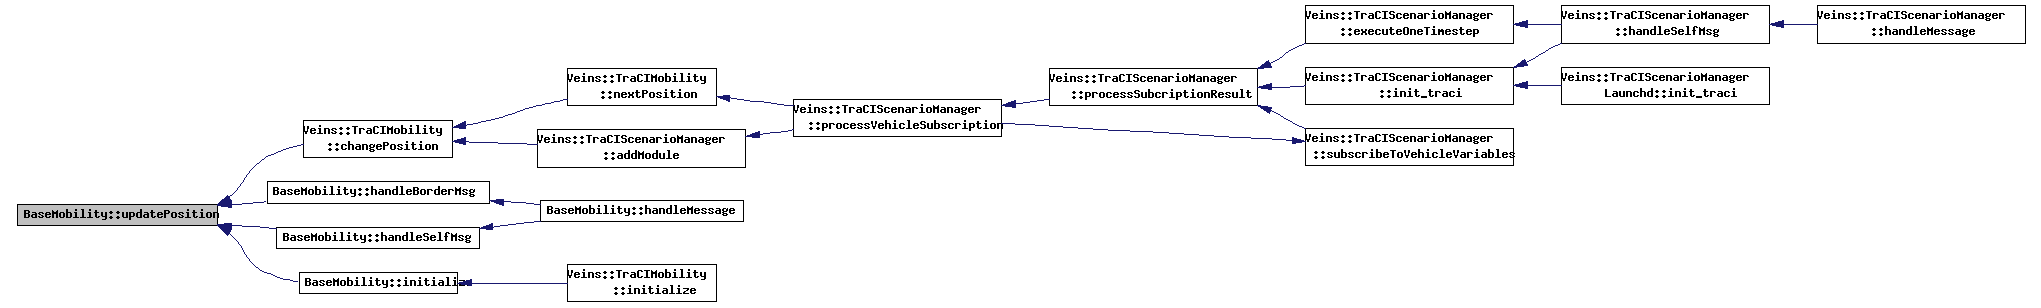 Veins::TraCIScenarioManager
::executeOneTimestep
Veins::TraCIScenarioManager
::handleSelfMsg
Veins::TraCIScenarioManager
::handleMessage
Veins::TraCIMobility
::nextPosition
Veins::TraCIScenarioManager
::processSubcriptionResult
Veins::TraCIScenarioManager
::init_traci
Veins::TraCIScenarioManager
Launchd::init_traci
Veins::TraCIScenarioManager
::processVehicleSubscription
Veins::TraCIMobility
::changePosition
Veins::TraCIScenarioManager
::addModule
Veins::TraCIScenarioManager
::subscribeToVehicleVariables
BaseMobility::handleBorderMsg
BaseMobility::updatePosition
BaseMobility::handleMessage
BaseMobility::handleSelfMsg
BaseMobility::initialize
Veins::TraCIMobility
::initialize